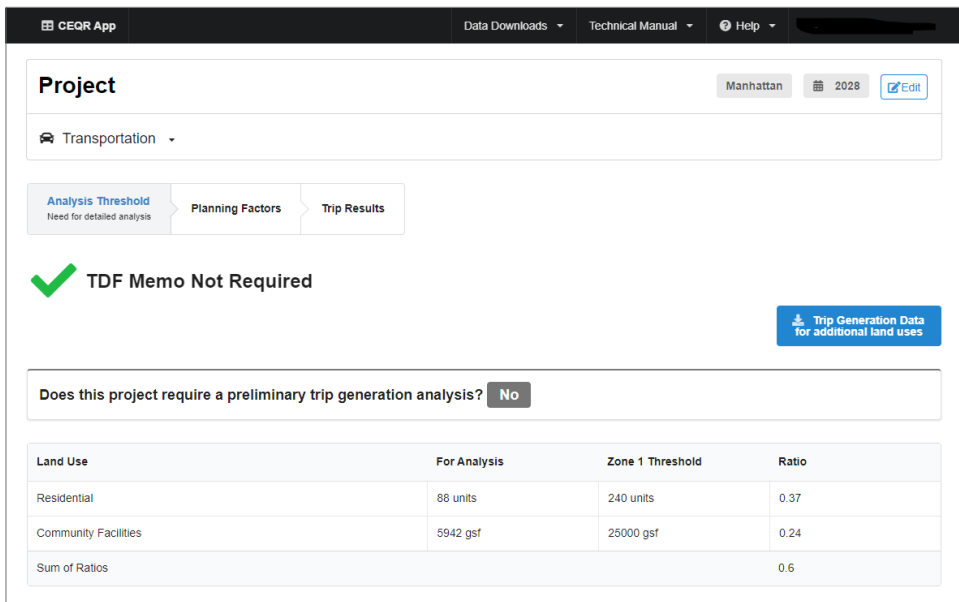 CEQR App Data Downloads Technical Manual Help
Project Manhattan 2028 Edit
Transportation
Analysis Threshold
Need for detailed analysis
Planning Factors
Trip Results
TDF Memo Not Required
Trip Generation Data
for additional land uses
Does this project require a preliminary trip generation analysis? No
Land Use For Analysis Zone 1 Threshold Ratio
Residential 88 units 240 units 0.37
Community Facilities 5942 gsf 25000 gsf 0.24
Sum of Ratios 0.6